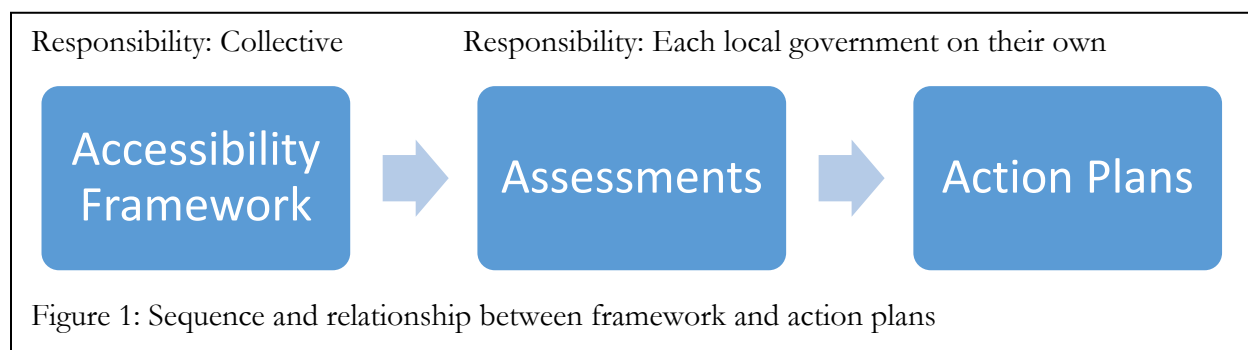 Responsibility: Collective
Responsibility: Each local government on their own
Accessibility
Framework
Assessments
Action Plans
Figure 1: Sequence and relationship between framework and action plans